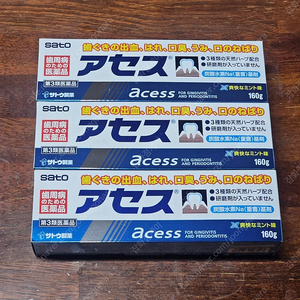 sato
歯ぐきの出血、はれ、口臭、うみ、口のねばり
歯周病
のための
医薬品
アセス®
•3種類の天然ハーブ配合
•研磨剤が入っていません
炭酸水素Na(重曹)基剤
第3類医薬品
サトウ製薬
acess
FOR GINGIVITIS
AND PERIODONTITIS
爽快なミント味
160g
sato
歯ぐきの出血、はれ、口臭、うみ、口のねばり
歯周病
のための
医薬品
アセス®
•3種類の天然ハーブ配合
•研磨剤が入っていません
炭酸水素Na(重曹)基剤
第3類医薬品
サトウ製薬
acess
FOR GINGIVITIS
AND PERIODONTITIS
爽快なミント味
160g
sato
歯ぐきの出血、はれ、口臭、うみ、口のねばり
歯周病
のための
医薬品
アセス®
•3種類の天然ハーブ配合
•研磨剤が入っていません
炭酸水素Na(重曹)基剤
第3類医薬品
サトウ製薬
acess
FOR GINGIVITIS
AND PERIODONTITIS
爽快なミント味
160g